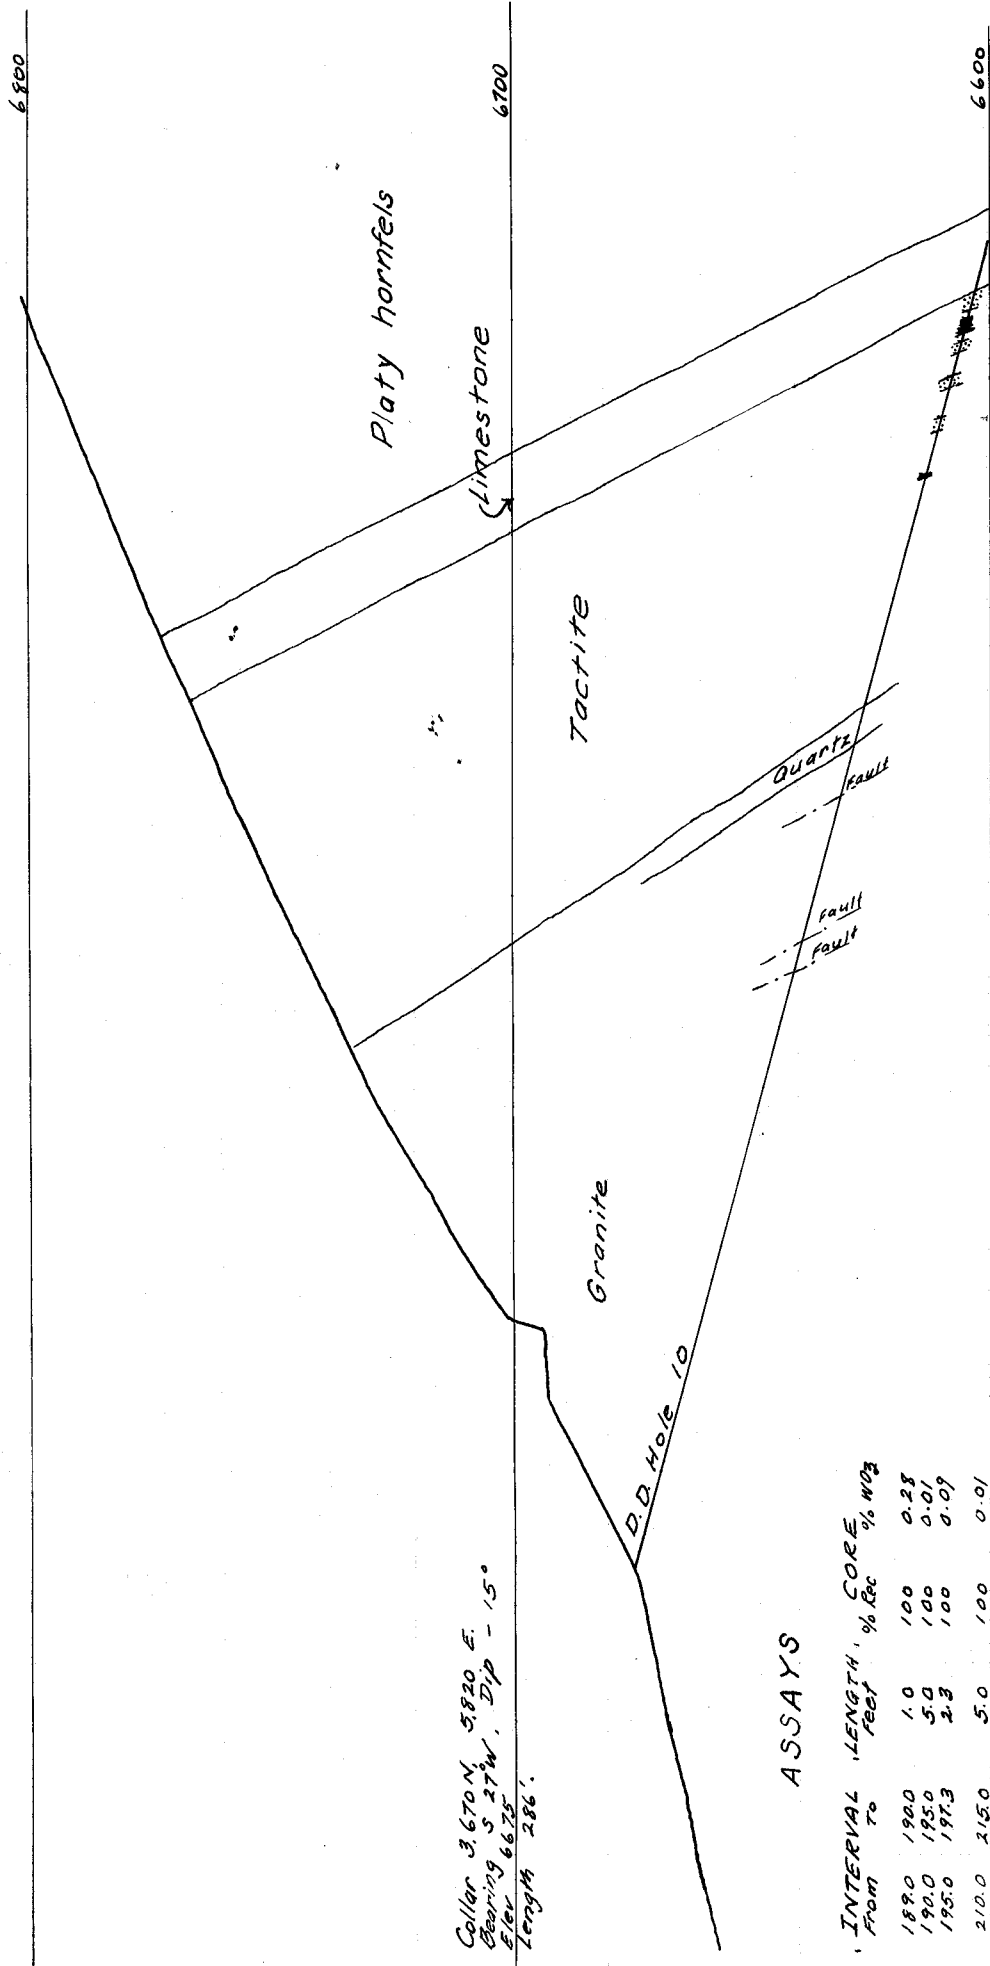 6800
6700
6600
Platy hornfels
Limestone
Tactite
Quartz
Fault
Fault
Fault
Granite
D.D. Hole 10
Collar 3,670 N, 5,820 E.
Bearing S 27° W. Dip - 15°
Elev 6675
Length 286'.
ASSAYS
INTERVAL LENGTH CORE
From To Feet % Rec % WO3
189.0 190.0 1.0 100 0.28
190.0 195.0 5.0 100 0.01
195.0 197.3 2.3 100 0.09
210.0 215.0 5.0 100 0.01